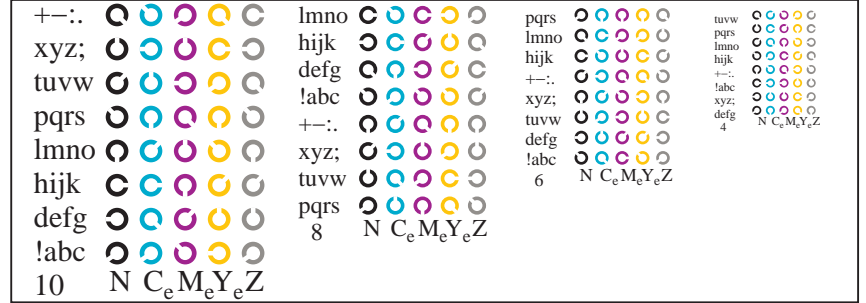 +−:.
xyz;
tuvw
pqrs
lmno
hijk
defg
!abc
10 N CeMeYeZ
lmno
hijk
defg
!abc
+−:.
xyz;
tuvw
pqrs
8 N CeMeYeZ
pqrs
lmno
hijk
+−:.
xyz;
tuvw
defg
!abc
6 N CeMeYeZ
tuvw
pqrs
lmno
hijk
+−:.
!abc
xyz;
defg
4 N CeMeYeZ